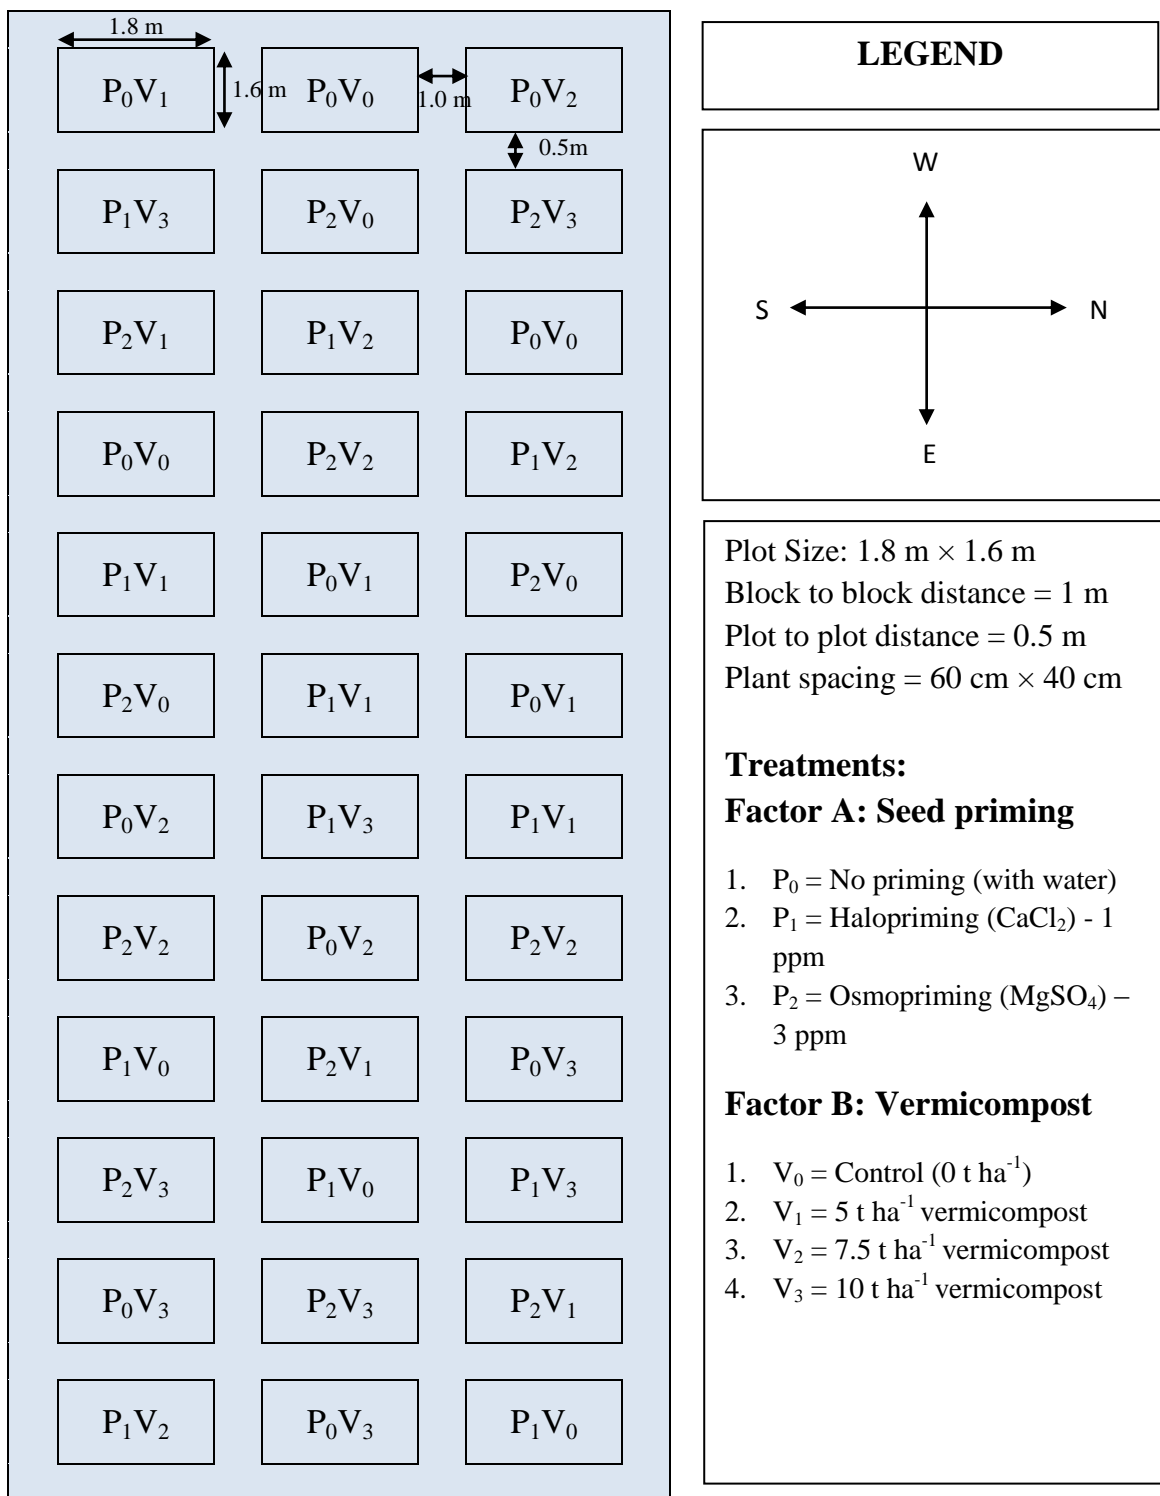 1.8 m
P₀V₁ 1.6 m P₀V₀ 1.0 m P₀V₂
0.5m
P₁V₃ P₂V₀ P₂V₃
P₂V₁ P₁V₂ P₀V₀
P₀V₀ P₂V₂ P₁V₂
P₁V₁ P₀V₁ P₂V₀
P₂V₀ P₁V₁ P₀V₁
P₀V₂ P₁V₃ P₁V₁
P₂V₂ P₀V₂ P₂V₂
P₁V₀ P₂V₁ P₀V₃
P₂V₃ P₁V₀ P₁V₃
P₀V₃ P₂V₃ P₂V₁
P₁V₂ P₀V₃ P₁V₀
LEGEND
W
S N
E
Plot Size: 1.8 m × 1.6 m
Block to block distance = 1 m
Plot to plot distance = 0.5 m
Plant spacing = 60 cm × 40 cm
Treatments:
Factor A: Seed priming
1. P₀ = No priming (with water)
2. P₁ = Halopriming (CaCl₂) - 1
ppm
3. P₂ = Osmopriming (MgSO₄) –
3 ppm
Factor B: Vermicompost
1. V₀ = Control (0 t ha⁻¹)
2. V₁ = 5 t ha⁻¹ vermicompost
3. V₂ = 7.5 t ha⁻¹ vermicompost
4. V₃ = 10 t ha⁻¹ vermicompost